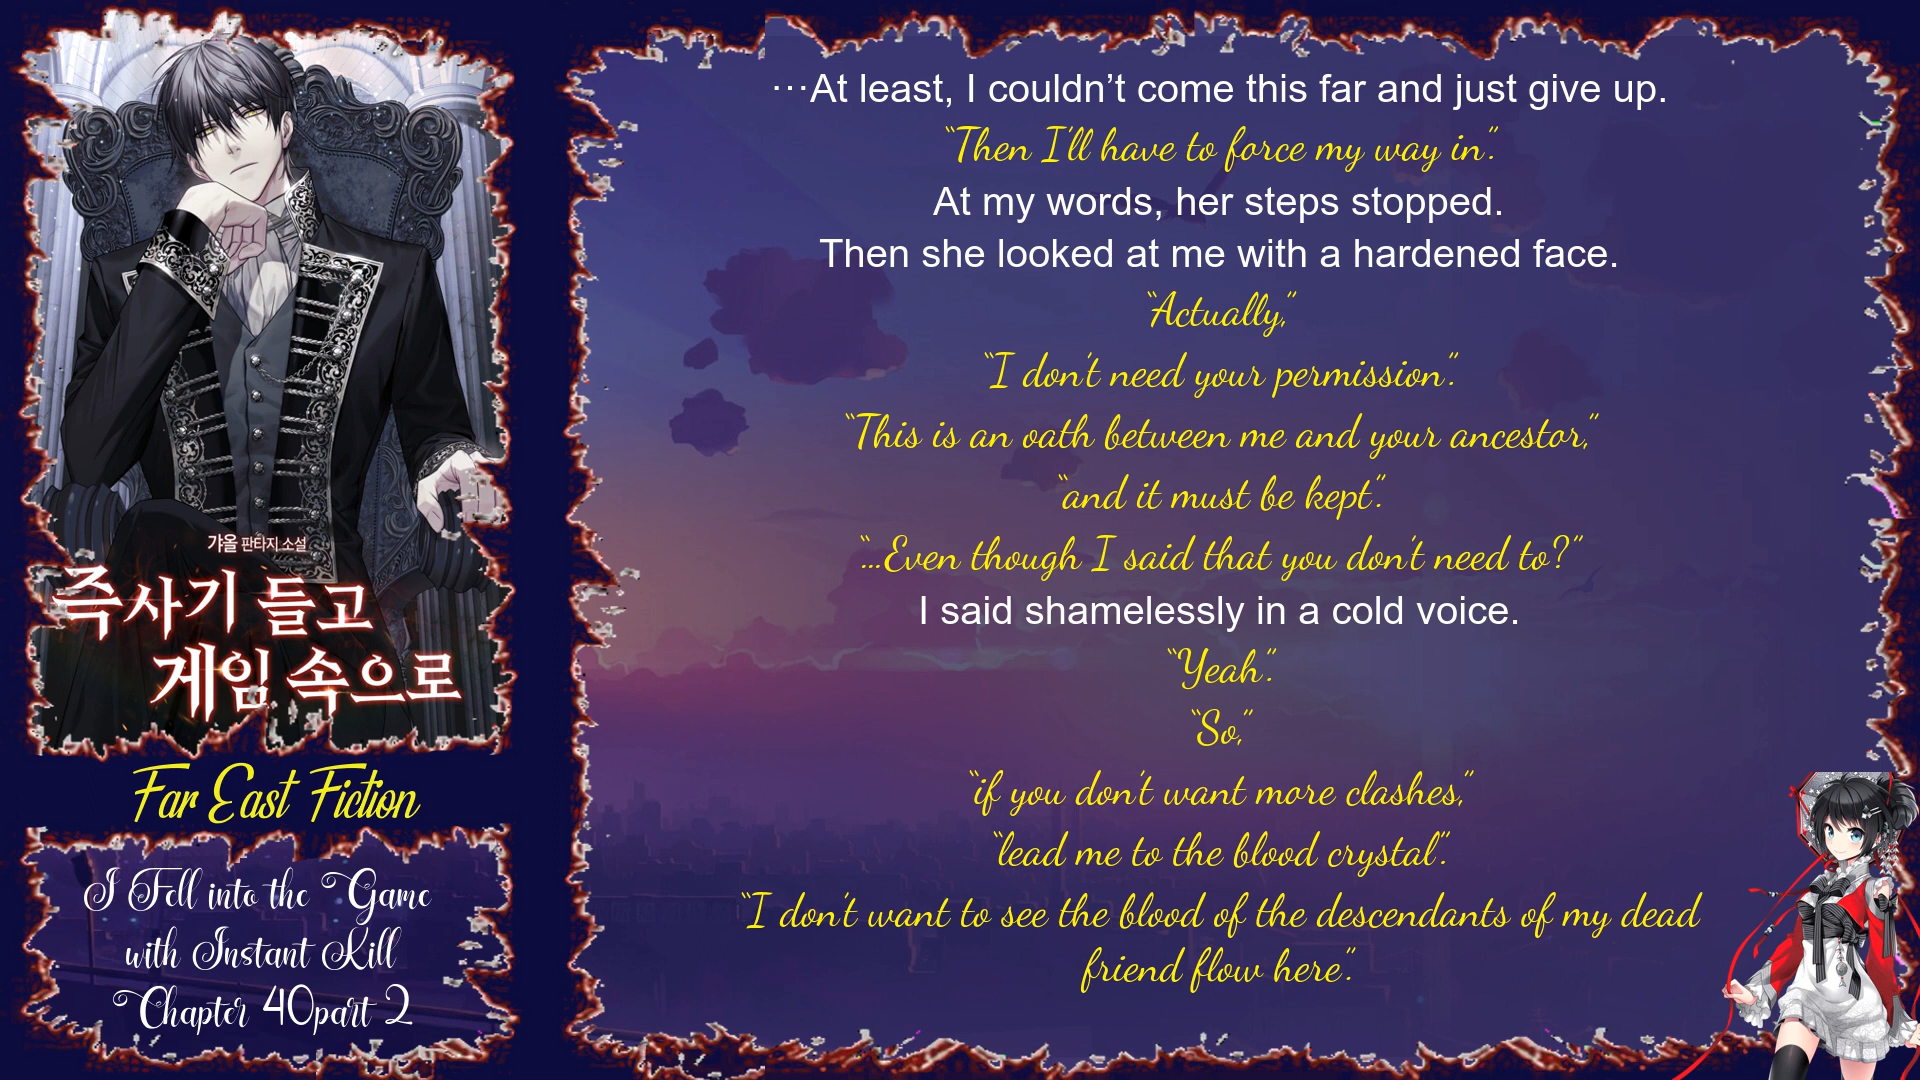 갸올 판타지 소설
즉사기 들고
게임 속으로
Far East Fiction
I Fell into the Game
with Instant Kill
Chapter 40part 2
…At least, I couldn’t come this far and just give up.
“Then I’ll have to force my way in”.
At my words, her steps stopped.
Then she looked at me with a hardened face.
“Actually,”
“I don’t need your permission”.
“This is an oath between me and your ancestor,”
“and it must be kept”.
“…Even though I said that you don’t need to?”
I said shamelessly in a cold voice.
“Yeah”.
“So,”
“if you don’t want more clashes,”
“lead me to the blood crystal”.
“I don’t want to see the blood of the descendants of my dead
friend flow here”.